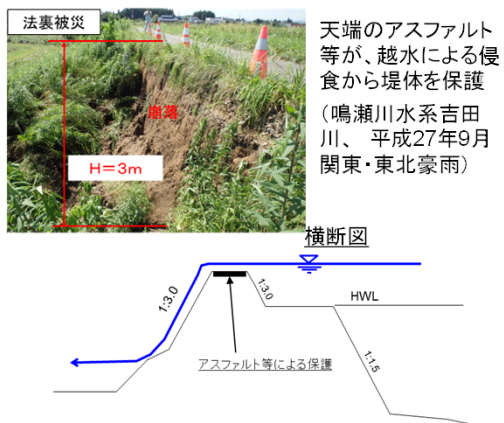 法裏被災
崩落
H=3m
天端のアスファルト
等が、越水による侵
食から堤体を保護
(鳴瀬川水系吉田
川、 平成27年9月
関東・東北豪雨)
横断図
1:3.0
1:3.0
HWL
1:1.5
アスファルト等による保護